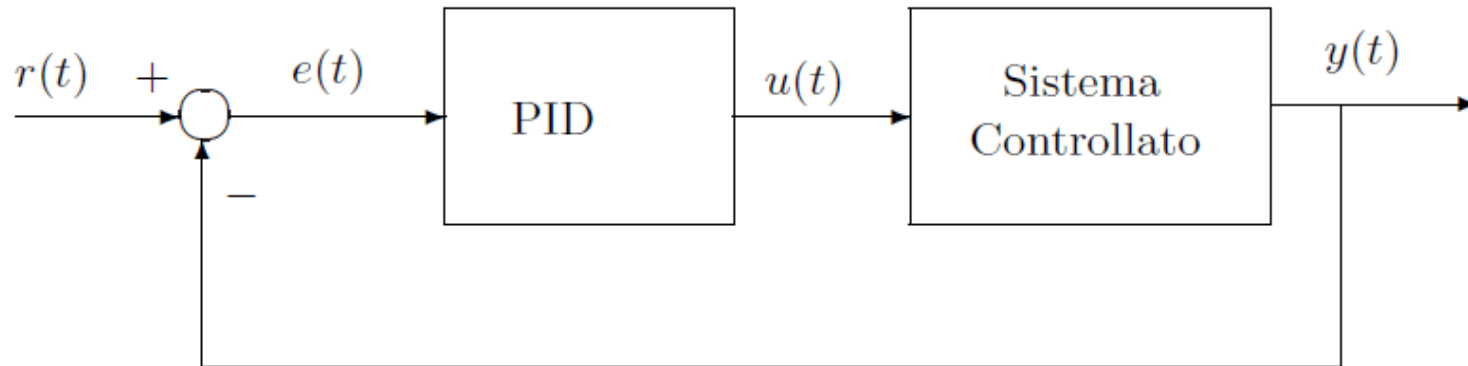 r(t)
+
e(t)
PID
u(t)
Sistema
Controllato
y(t)
−